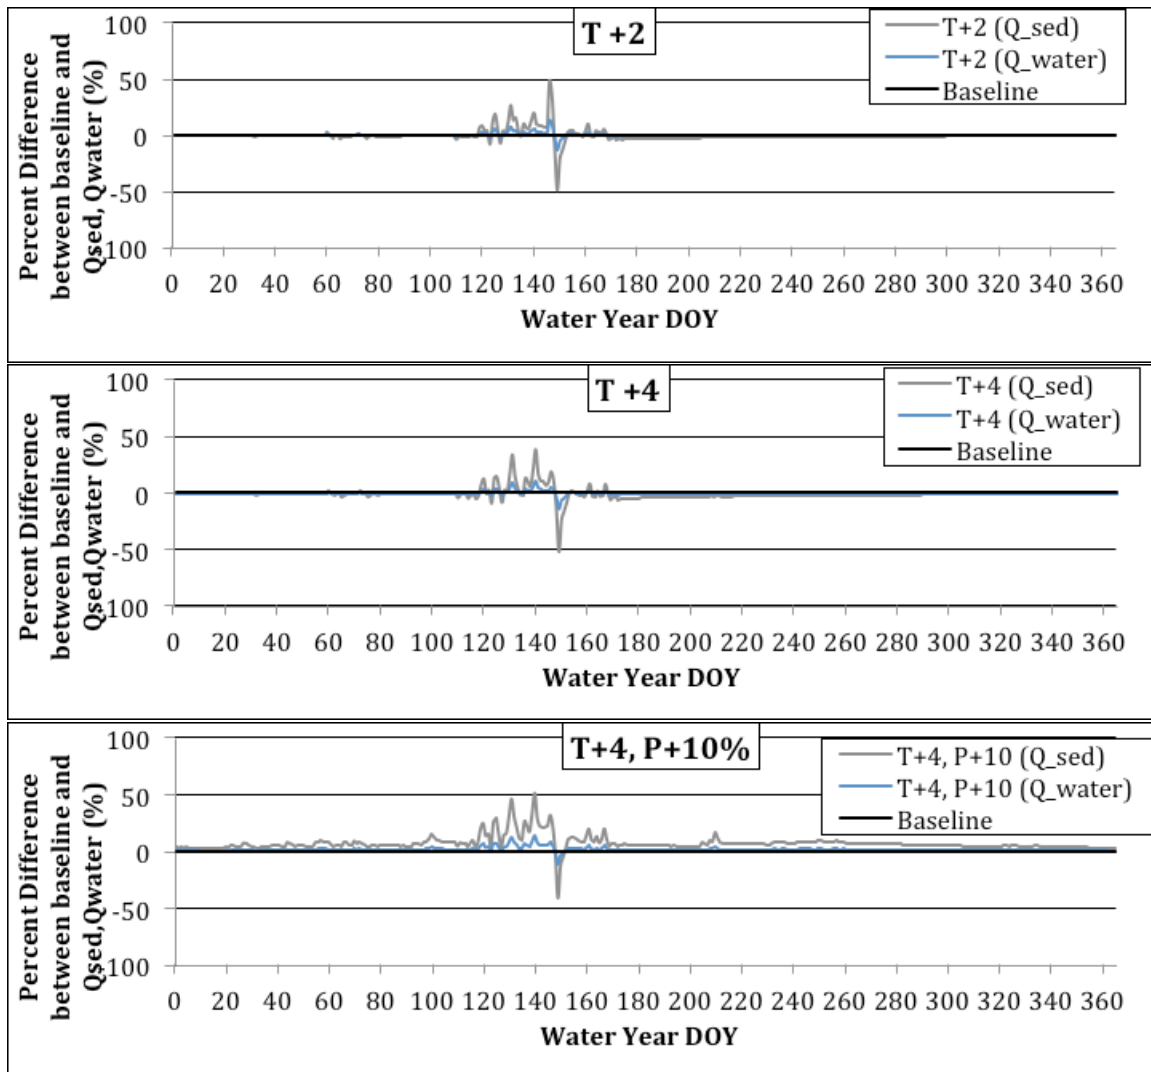 T +2
T+2 (Q_sed)
T+2 (Q_water)
Baseline
Percent Difference
between baseline and
Qsed, Qwater (%)
100
50
0
-50
-100
0 20 40 60 80 100 120 140 160 180 200 220 240 260 280 300 320 340 360
Water Year DOY
T +4
T+4 (Q_sed)
T+4 (Q_water)
Baseline
Percent Difference
between baseline and
Qsed,Qwater (%)
100
50
0
-50
-100
0 20 40 60 80 100 120 140 160 180 200 220 240 260 280 300 320 340 360
Water Year DOY
T+4, P+10%
T+4, P+10 (Q_sed)
T+4, P+10 (Q_water)
Baseline
Percent Difference
between baseline and
Qsed,Qwater (%)
100
50
0
-50
-100
0 20 40 60 80 100 120 140 160 180 200 220 240 260 280 300 320 340 360
Water Year DOY